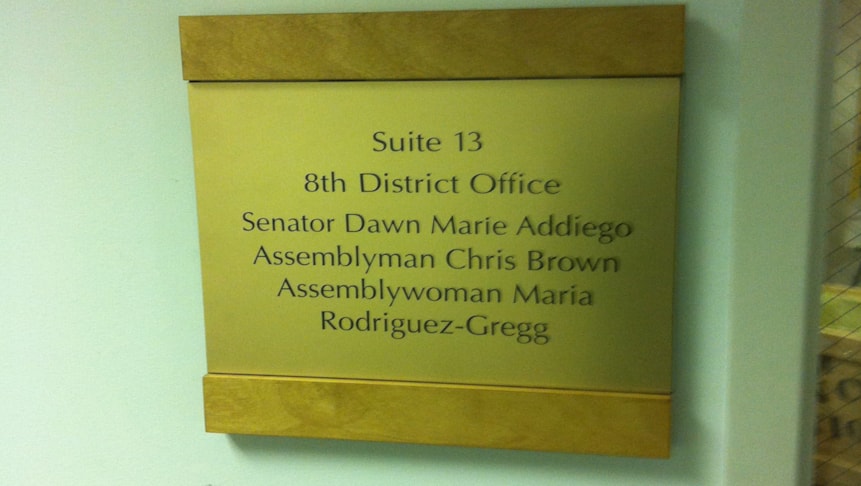 Suite 13
8th District Office
Senator Dawn Marie Addiego
Assemblyman Chris Brown
Assemblywoman Maria
Rodriguez-Gregg